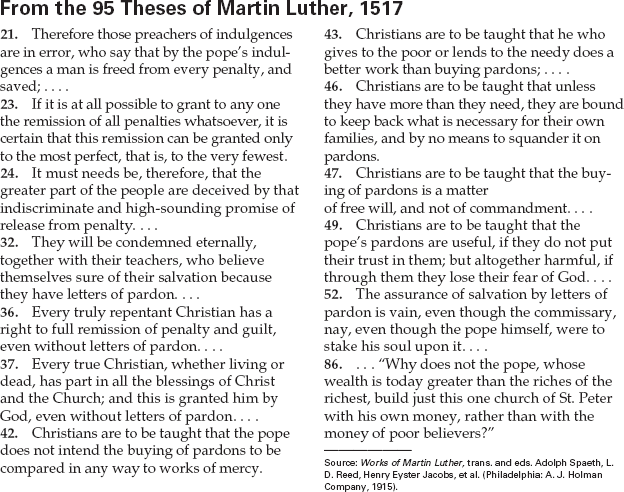 From the 95 Theses of Martin Luther, 1517
21. Therefore those preachers of indulgences
are in error, who say that by the pope's indul-
gences a man is freed from every penalty, and
saved; . . . .
23. If it is at all possible to grant to any one
the remission of all penalties whatsoever, it is
certain that this remission can be granted only
to the most perfect, that is, to the very fewest.
24. It must needs be, therefore, that the
greater part of the people are deceived by that
indiscriminate and high-sounding promise of
release from penalty. . . .
32. They will be condemned eternally,
together with their teachers, who believe
themselves sure of their salvation because
they have letters of pardon. . . .
36. Every truly repentant Christian has a
right to full remission of penalty and guilt,
even without letters of pardon. . . .
37. Every true Christian, whether living or
dead, has part in all the blessings of Christ
and the Church; and this is granted him by
God, even without letters of pardon. . . .
42. Christians are to be taught that the pope
does not intend the buying of pardons to be
compared in any way to works of mercy.
43. Christians are to be taught that he who
gives to the poor or lends to the needy does a
better work than buying pardons; . . . .
46. Christians are to be taught that unless
they have more than they need, they are bound
to keep back what is necessary for their own
families, and by no means to squander it on
pardons.
47. Christians are to be taught that the buy-
ing of pardons is a matter
of free will, and not of commandment. . . .
49. Christians are to be taught that the
pope's pardons are useful, if they do not put
their trust in them; but altogether harmful, if
through them they lose their fear of God. . . .
52. The assurance of salvation by letters of
pardon is vain, even though the commissary,
nay, even though the pope himself, were to
stake his soul upon it. . . .
86. . . . "Why does not the pope, whose
wealth is today greater than the riches of the
richest, build just this one church of St. Peter
with his own money, rather than with the
money of poor believers?"
Source: Works of Martin Luther, trans. and eds. Adolph Spaeth, L.
D. Reed, Henry Eyster Jacobs, et al. (Philadelphia: A. J. Holman
Company, 1915).